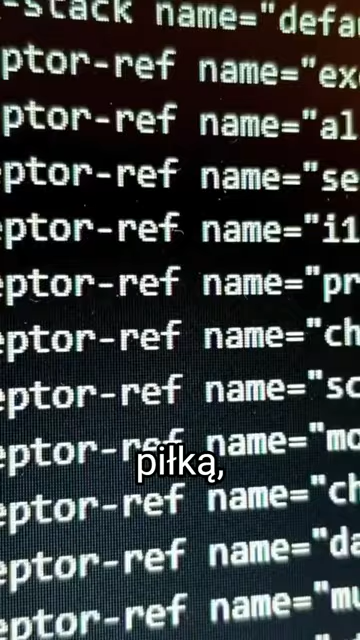 -stack name="defa
ptor-ref name="ex
ptor-ref name="al
eptor-ref name="se
eptor-ref name="i1
eptor-ref name="pr
eptor-ref name="ch
eptor-ref name="sc
eptor-ref name="mo
piłką,
eptor-ref name="ch
eptor-ref name="da
eptor-ref name="mu